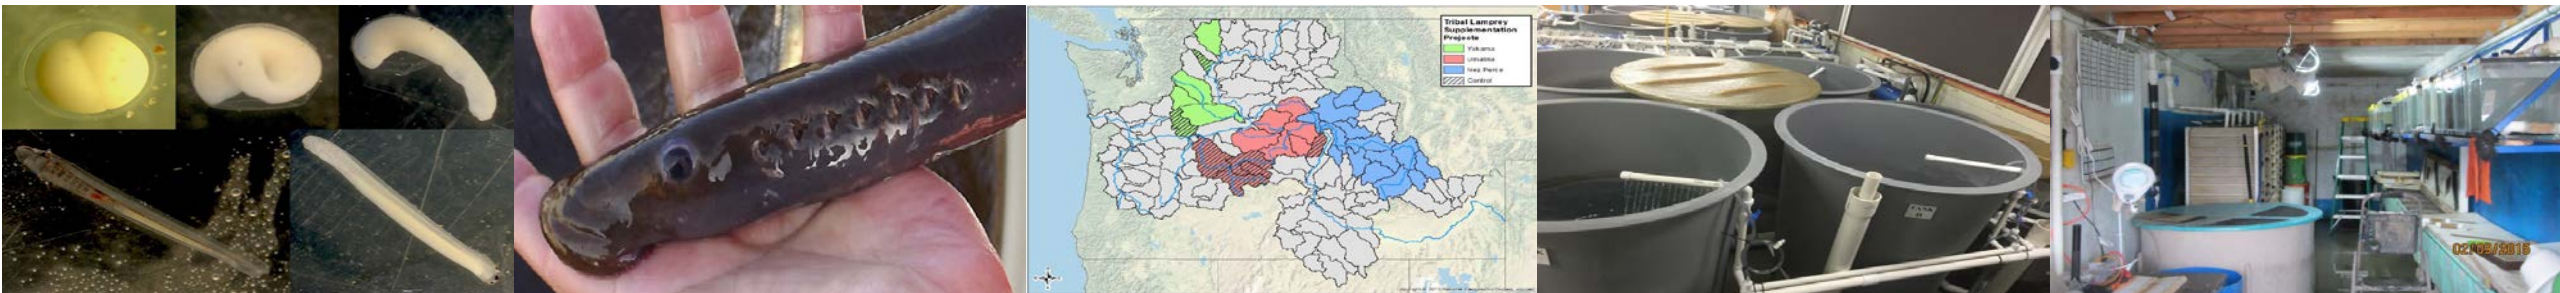 Tribal Lamprey
Supplementation
Projects
Yakama
Umatilla
Nez Perce
Control
TANK
02/09/2015